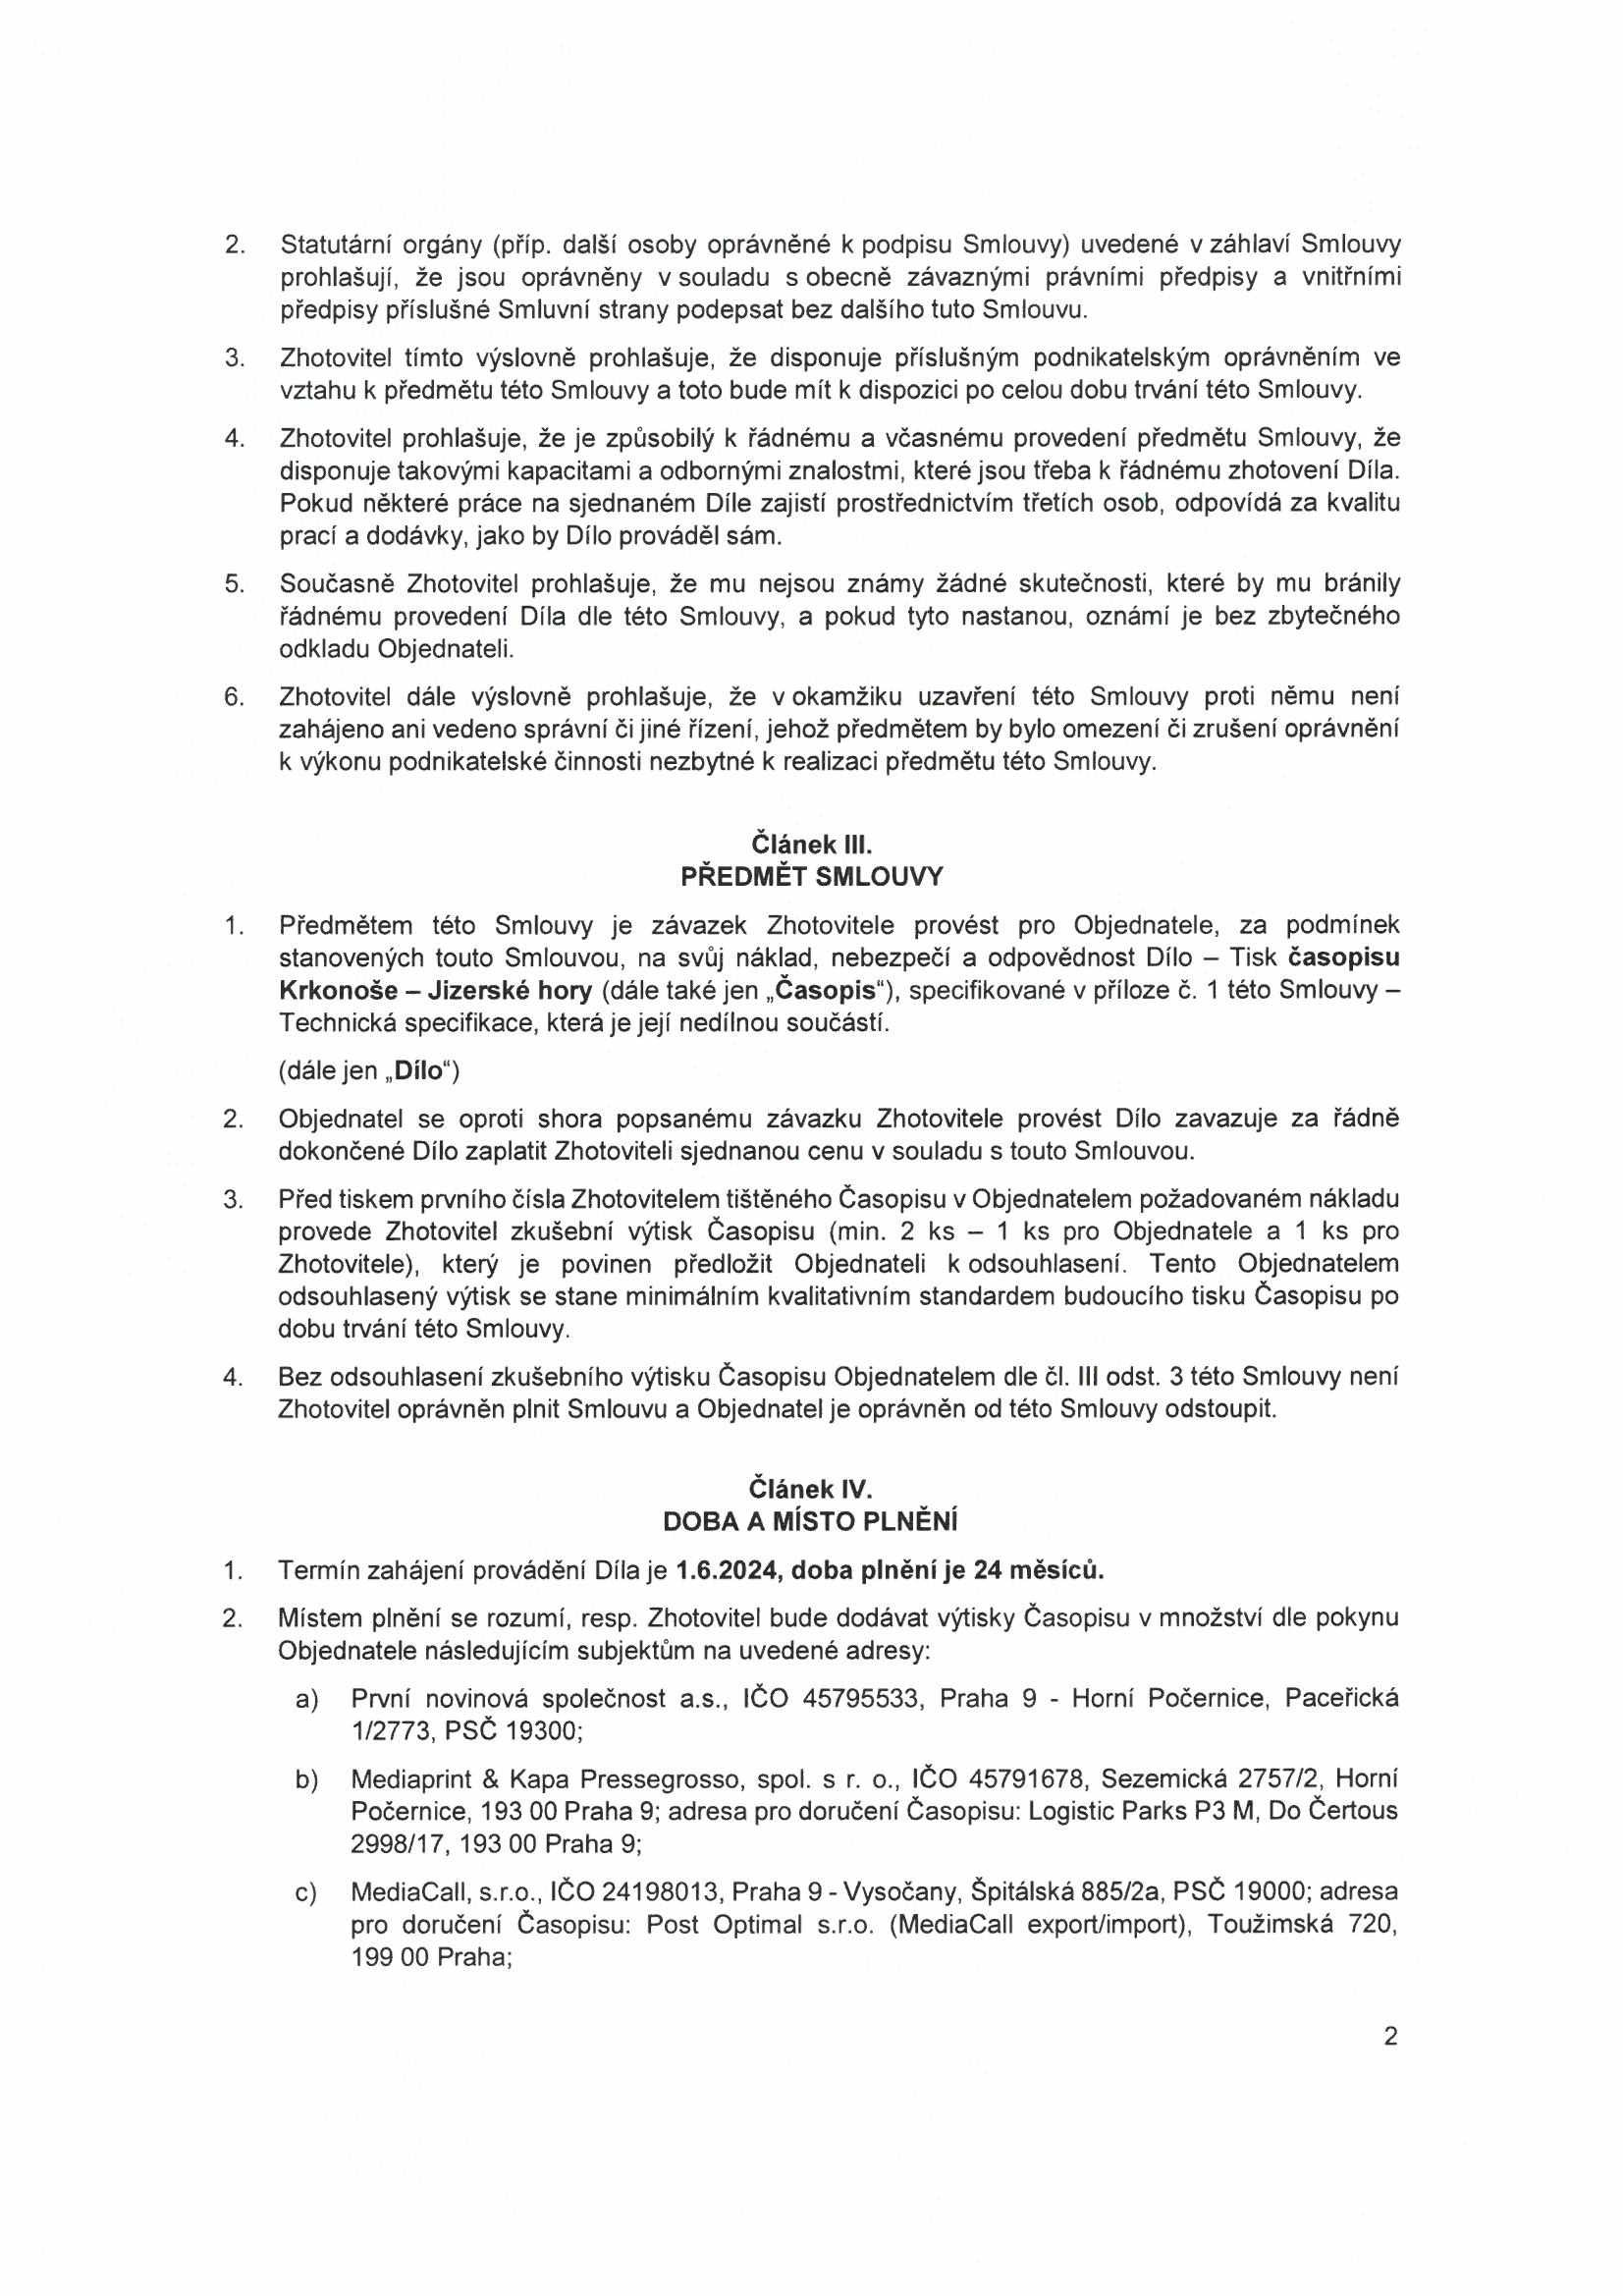 2. Statutární orgány (příp. další osoby oprávněné k podpisu Smlouvy) uvedené v záhlaví Smlouvy
prohlašují, že jsou oprávněny v souladu s obecně závaznými právními předpisy a vnitřními
předpisy příslušné Smluvní strany podepsat bez dalšího tuto Smlouvu.
3. Zhotovitel tímto výslovně prohlašuje, že disponuje příslušným podnikatelským oprávněním ve
vztahu k předmětu této Smlouvy a toto bude mít k dispozici po celou dobu trvání této Smlouvy.
4. Zhotovitel prohlašuje, že je způsobilý k řádnému a včasnému provedení předmětu Smlouvy, že
disponuje takovými kapacitami a odbornými znalostmi, které jsou třeba k řádnému zhotovení Díla.
Pokud některé práce na sjednaném Díle zajistí prostřednictvím třetích osob, odpovídá za kvalitu
prací a dodávky, jako by Dílo prováděl sám.
5. Současně Zhotovitel prohlašuje, že mu nejsou známy žádné skutečnosti, které by mu bránily
řádnému provedení Díla dle této Smlouvy, a pokud tyto nastanou, oznámí je bez zbytečného
odkladu Objednateli.
6. Zhotovitel dále výslovně prohlašuje, že v okamžiku uzavření této Smlouvy proti němu není
zahájeno ani vedeno správní či jiné řízení, jehož předmětem by bylo omezení či zrušení oprávnění
k výkonu podnikatelské činnosti nezbytné k realizaci předmětu této Smlouvy.
Článek III.
PŘEDMĚT SMLOUVY
1. Předmětem této Smlouvy je závazek Zhotovitele provést pro Objednatele, za podmínek
stanovených touto Smlouvou, na svůj náklad, nebezpečí a odpovědnost Dílo – Tisk časopisu
Krkonoše – Jizerské hory (dále také jen „Časopis“), specifikované v příloze č. 1 této Smlouvy –
Technická specifikace, která je její nedílnou součástí.
(dále jen „Dílo“)
2. Objednatel se oproti shora popsanému závazku Zhotovitele provést Dílo zavazuje za řádně
dokončené Dílo zaplatit Zhotoviteli sjednanou cenu v souladu s touto Smlouvou.
3. Před tiskem prvního čísla Zhotovitelem tištěného Časopisu v Objednatelem požadovaném nákladu
provede Zhotovitel zkušební výtisk Časopisu (min. 2 ks – 1 ks pro Objednatele a 1 ks pro
Zhotovitele), který je povinen předložit Objednateli k odsouhlasení. Tento Objednatelem
odsouhlasený výtisk se stane minimálním kvalitativním standardem budoucího tisku Časopisu po
dobu trvání této Smlouvy.
4. Bez odsouhlasení zkušebního výtisku Časopisu Objednatelem dle čl. III odst. 3 této Smlouvy není
Zhotovitel oprávněn plnit Smlouvu a Objednatel je oprávněn od této Smlouvy odstoupit.
Článek IV.
DOBA A MÍSTO PLNĚNÍ
1. Termín zahájení provádění Díla je 1.6.2024, doba plnění je 24 měsíců.
2. Místem plnění se rozumí, resp. Zhotovitel bude dodávat výtisky Časopisu v množství dle pokynu
Objednatele následujícím subjektům na uvedené adresy:
a) První novinová společnost a.s., IČO 45795533, Praha 9 - Horní Počernice, Paceřická
1/2773, PSČ 19300;
b) Mediaprint & Kapa Pressegrosso, spol. s r. o., IČO 45791678, Sezemická 2757/2, Horní
Počernice, 193 00 Praha 9; adresa pro doručení Časopisu: Logistic Parks P3 M, Do Čertous
2998/17, 193 00 Praha 9;
c) MediaCall, s.r.o., IČO 24198013, Praha 9 - Vysočany, Špitálská 885/2a, PSČ 19000; adresa
pro doručení Časopisu: Post Optimal s.r.o. (MediaCall export/import), Toužimská 720,
199 00 Praha;
2